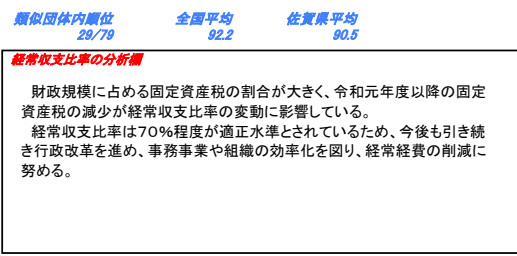 類似団体内順位 全国平均 佐賀県平均
29/79 92.2 90.5
経常収支比率の分析欄
財政規模に占める固定資産税の割合が大きく、令和元年度以降の固定
資産税の減少が経常収支比率の変動に影響している。
経常収支比率は70%程度が適正水準とされているため、今後も引き続
き行政改革を進め、事務事業や組織の効率化を図り、経常経費の削減に
努める。